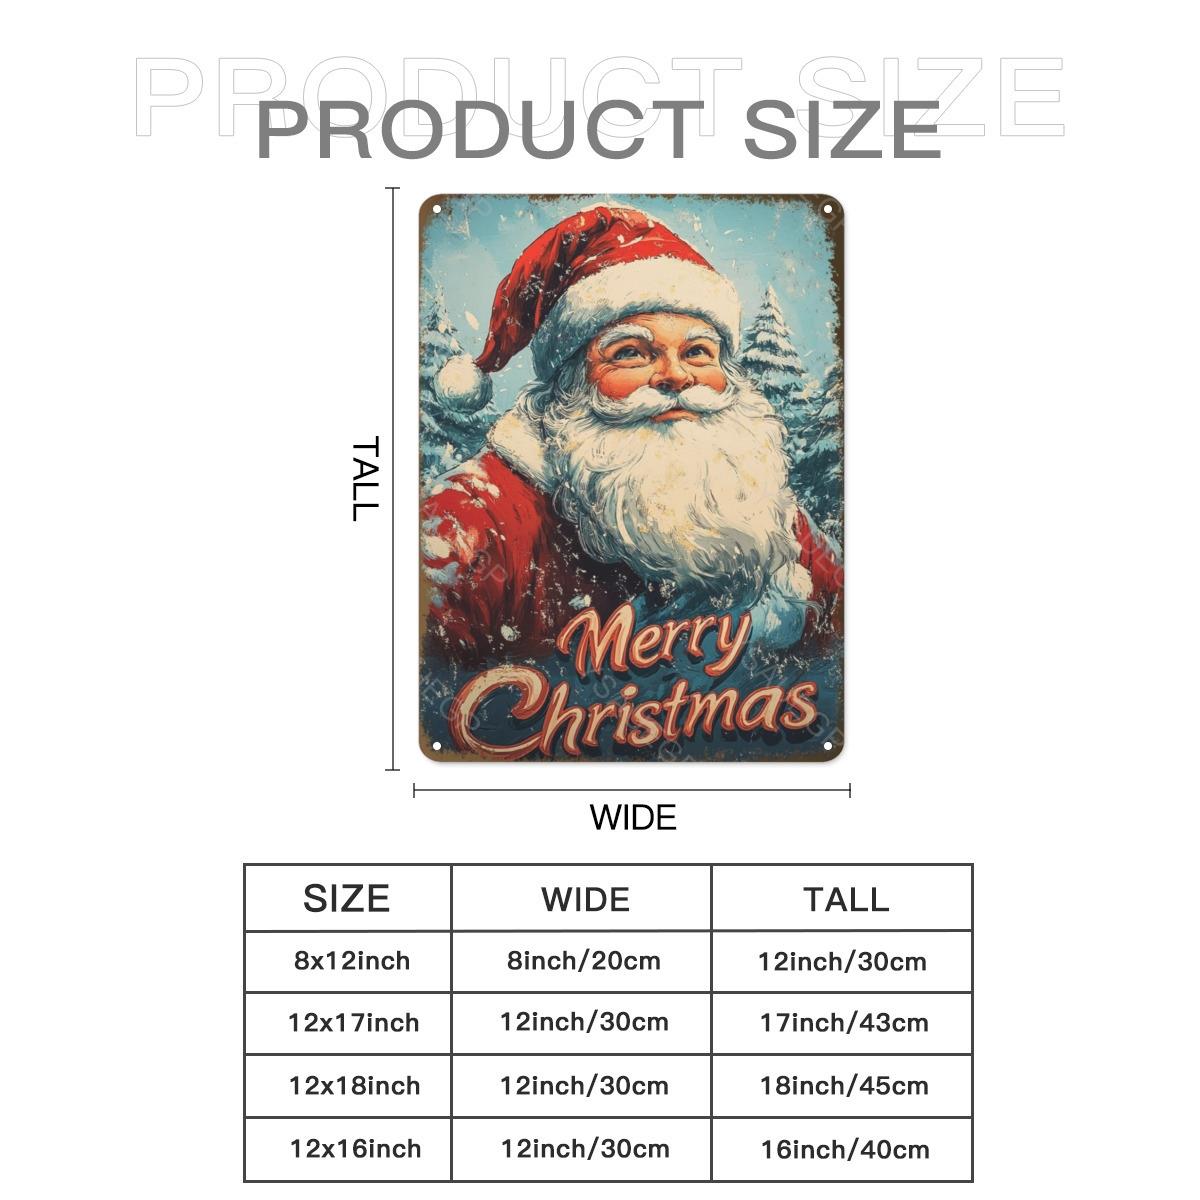 PRODUCT SIZE
PRODUCT SIZE
TALL
Merry
Christmas
WIDE
SIZE WIDE TALL
8x12inch 8inch/20cm 12inch/30cm
12x17inch 12inch/30cm 17inch/43cm
12x18inch 12inch/30cm 18inch/45cm
12x16inch 12inch/30cm 16inch/40cm